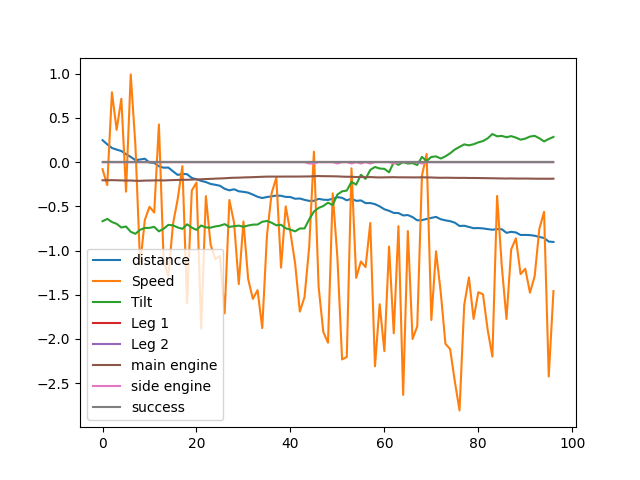 1.0
0.5
0.0
−0.5
−1.0
−1.5
−2.0
−2.5
distance
Speed
Tilt
Leg 1
Leg 2
main engine
side engine
success
0 20 40 60 80 100